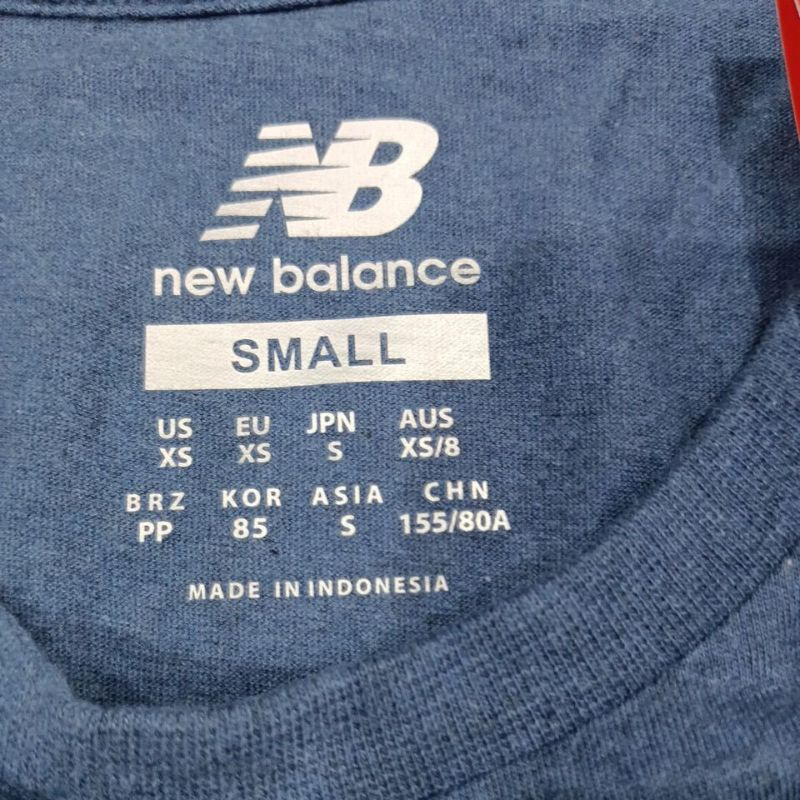 NB
new balance
SMALL
US EU JPN AUS
XS XS S XS/8
BRZ KOR ASIA CHN
PP 85 S 155/80A
MADE IN INDONESIA